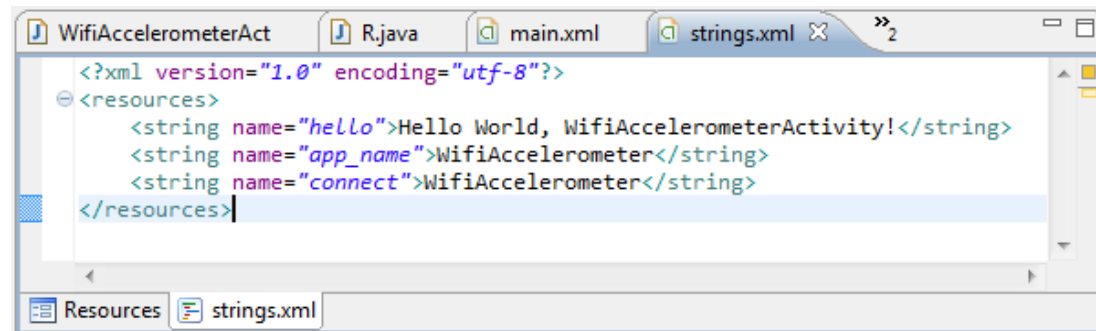 WifiAccelerometerAct R.java main.xml strings.xml »2
<?xml version="1.0" encoding="utf-8"?>
<resources>
<string name="hello">Hello World, WifiAccelerometerActivity!</string>
<string name="app_name">WifiAccelerometer</string>
<string name="connect">WifiAccelerometer</string>
</resources>
Resources strings.xml